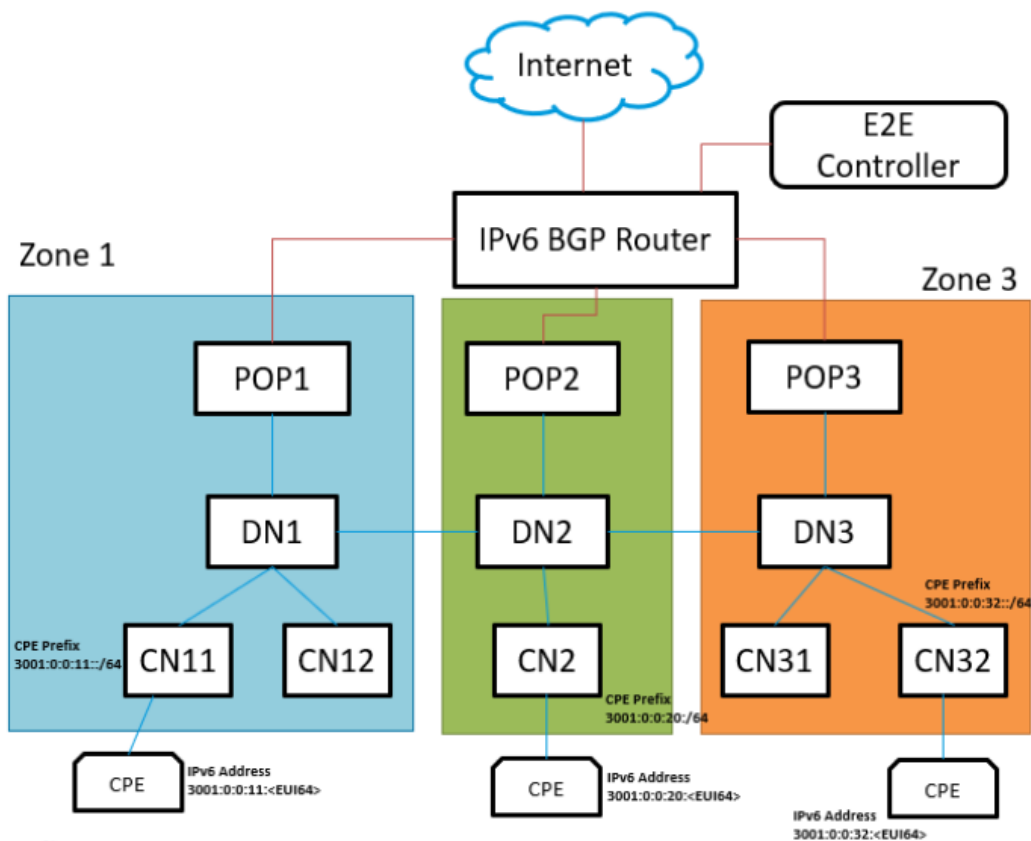 Internet
E2E
Controller
IPv6 BGP Router
Zone 1
Zone 3
POP1
POP2
POP3
DN1
DN2
DN3
CPE Prefix
3001:0:0:32::/64
CPE Prefix
3001:0:0:11::/64
CN11
CN12
CN2
CN31
CN32
CPE Prefix
3001:0:0:20:/64
CPE
IPv6 Address
3001:0:0:11:<EUI64>
CPE
IPv6 Address
3001:0:0:20:<EUI64>
CPE
IPv6 Address
3001:0:0:32:<EUI64>